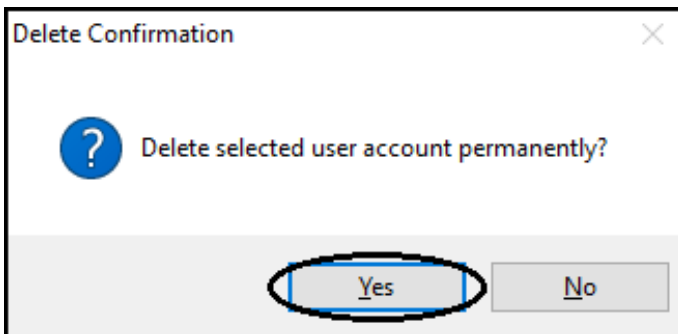 Delete Confirmation
Delete selected user account permanently?
Yes
No